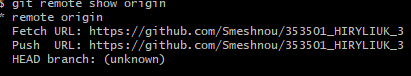 $ git remote show origin
* remote origin
  Fetch URL: https://github.com/Smeshnou/353501_HIRYLIUK_3
  Push  URL: https://github.com/Smeshnou/353501_HIRYLIUK_3
  HEAD branch: (unknown)